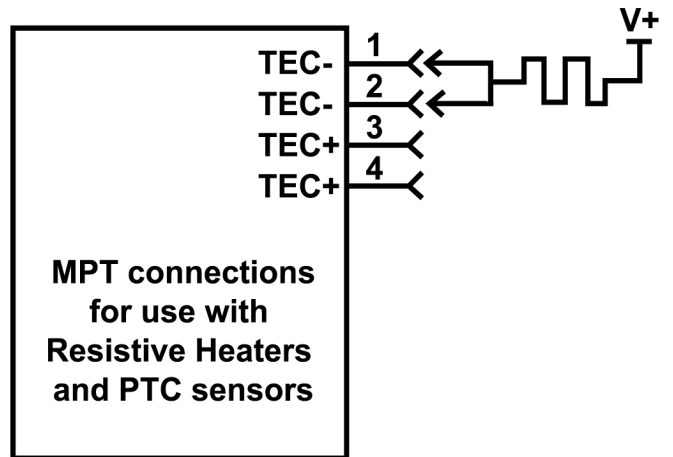 V+
TEC- 1
TEC- 2
TEC+ 3
TEC+ 4
MPT connections
for use with
Resistive Heaters
and PTC sensors